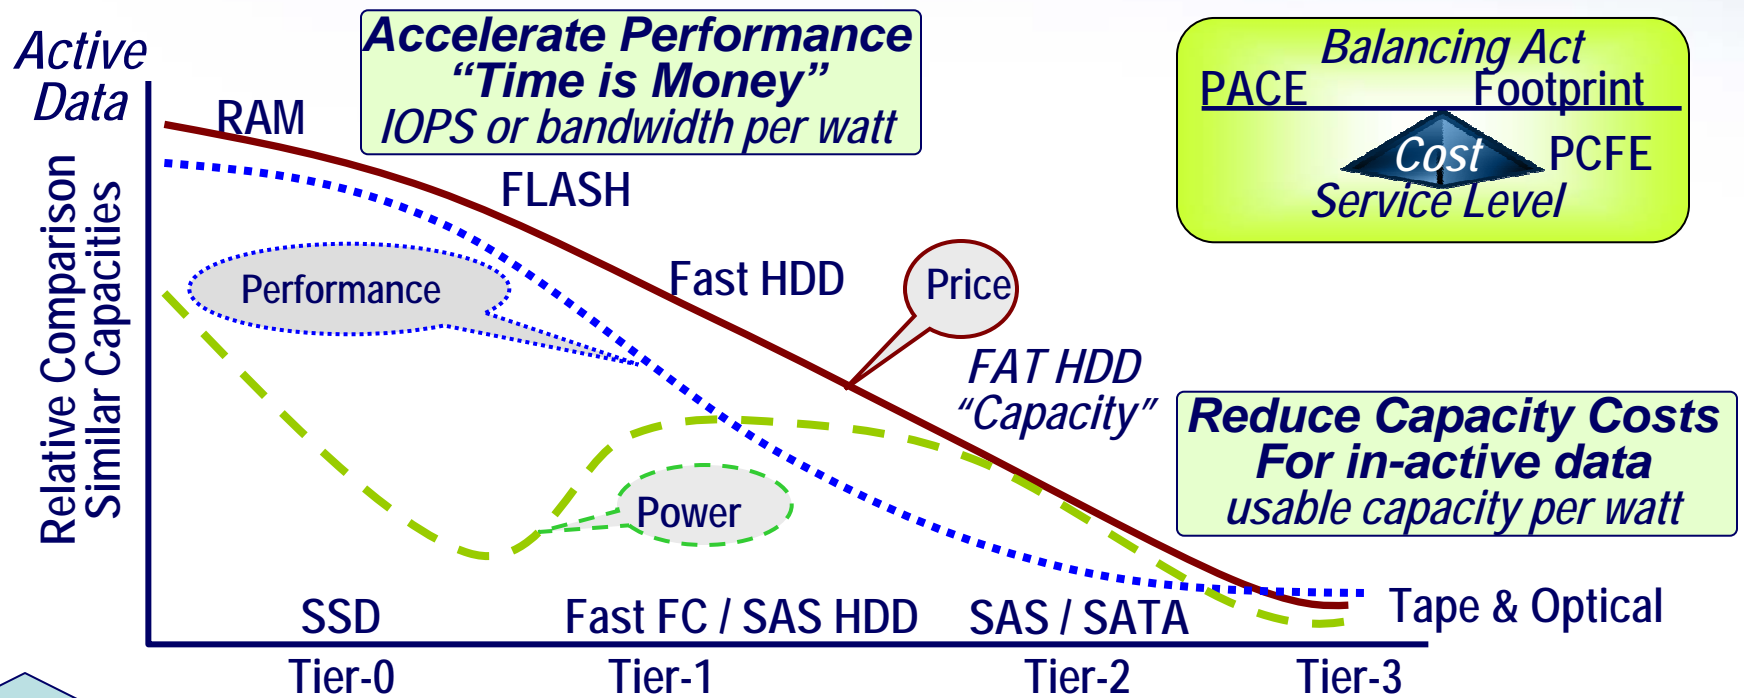 Active
Data
Accelerate Performance
“Time is Money”
IOPS or bandwidth per watt
Balancing Act
PACE
Footprint
Cost
PCFE
Service Level
Relative Comparison
Similar Capacities
RAM
FLASH
Performance
Fast HDD
Price
FAT HDD
“Capacity”
Power
Reduce Capacity Costs
For in-active data
usable capacity per watt
SSD
Fast FC / SAS HDD
SAS / SATA
Tape & Optical
Tier-0
Tier-1
Tier-2
Tier-3